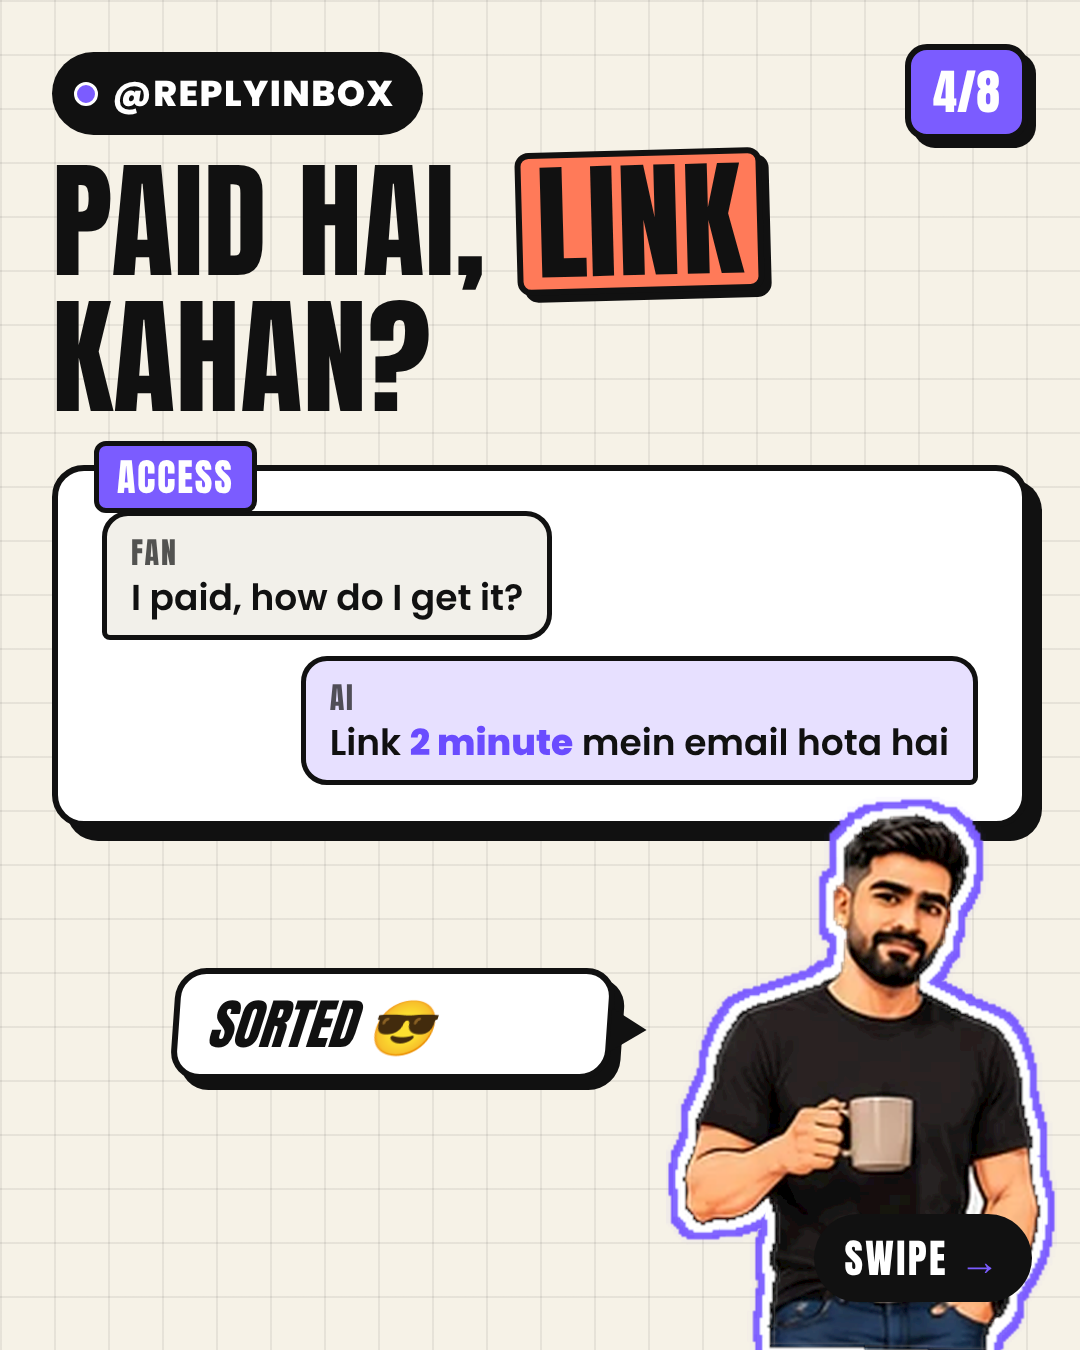 @REPLYINBOX
4/8
PAID HAI, LINK
KAHAN?
ACCESS
FAN
I paid, how do I get it?
AI
Link 2 minute mein email hota hai
SORTED 😎
SWIPE →